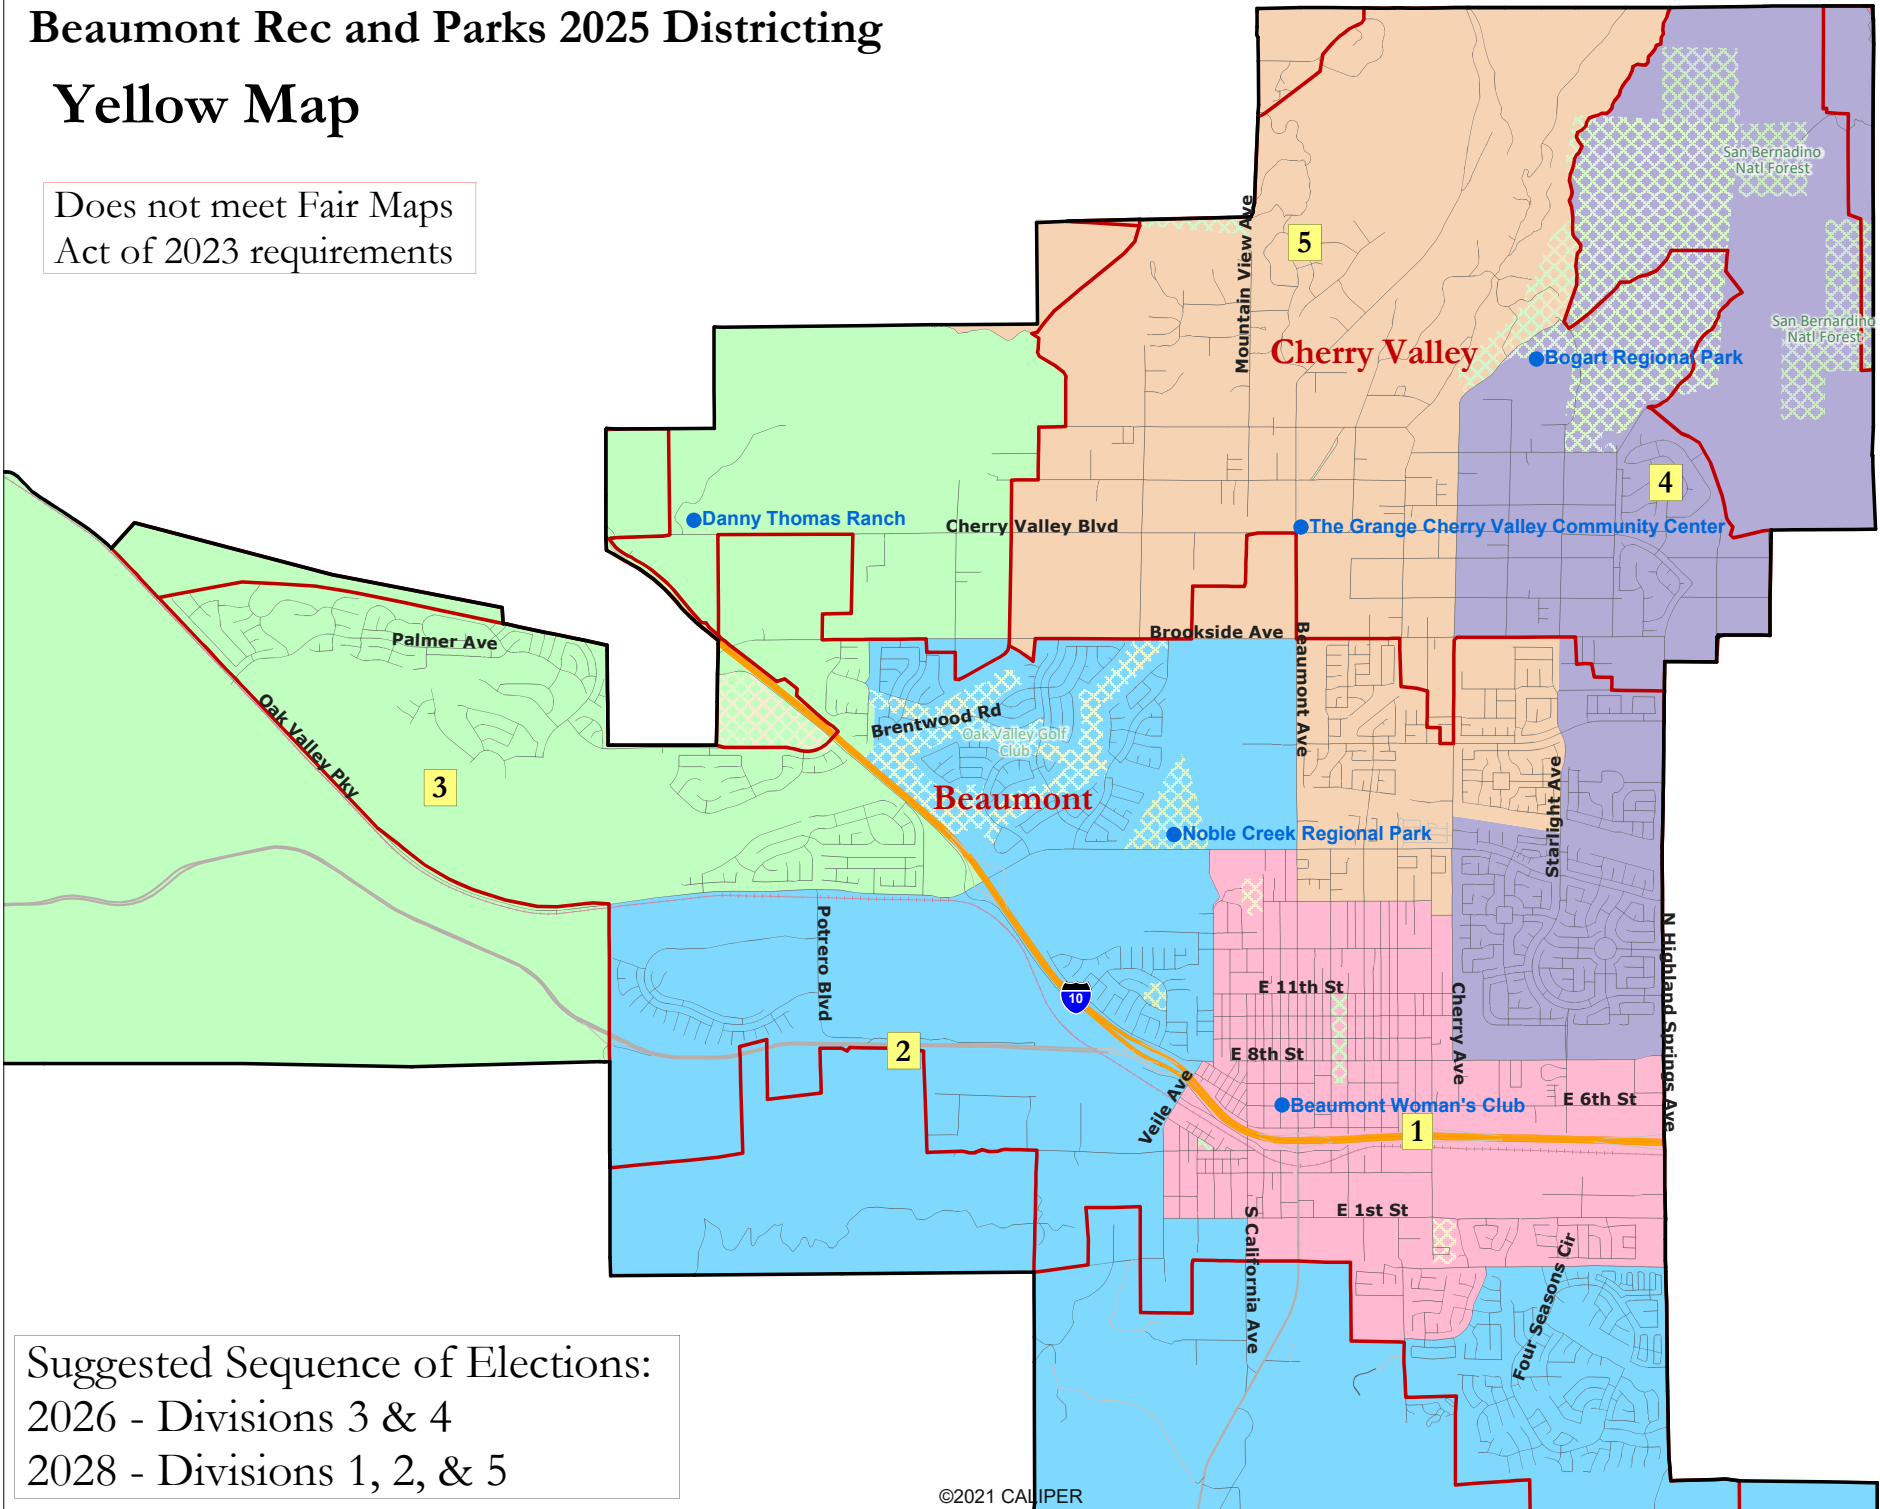 Beaumont Rec and Parks 2025 Districting
Yellow Map
Does not meet Fair Maps
Act of 2023 requirements
San Bernadino
Natl Forest
Mountain View Ave
5
San Bernardino
Natl Forest
Cherry Valley
Bogart Regional Park
4
Danny Thomas Ranch
Cherry Valley Blvd
The Grange Cherry Valley Community Center
Palmer Ave
Brookside Ave
Beaumont Ave
Oak Valley Pky
Brentwood Rd
Oak Valley Golf
Club
3
Beaumont
Starlight Ave
Noble Creek Regional Park
Potrero Blvd
N Highland Springs Ave
E 11th St
Cherry Ave
10
2
E 8th St
Veile Ave
Beaumont Woman's Club
E 6th St
1
E 1st St
S California Ave
Four Seasons Cir
Suggested Sequence of Elections:
2026 - Divisions 3 & 4
2028 - Divisions 1, 2, & 5
©2021 CALIPER